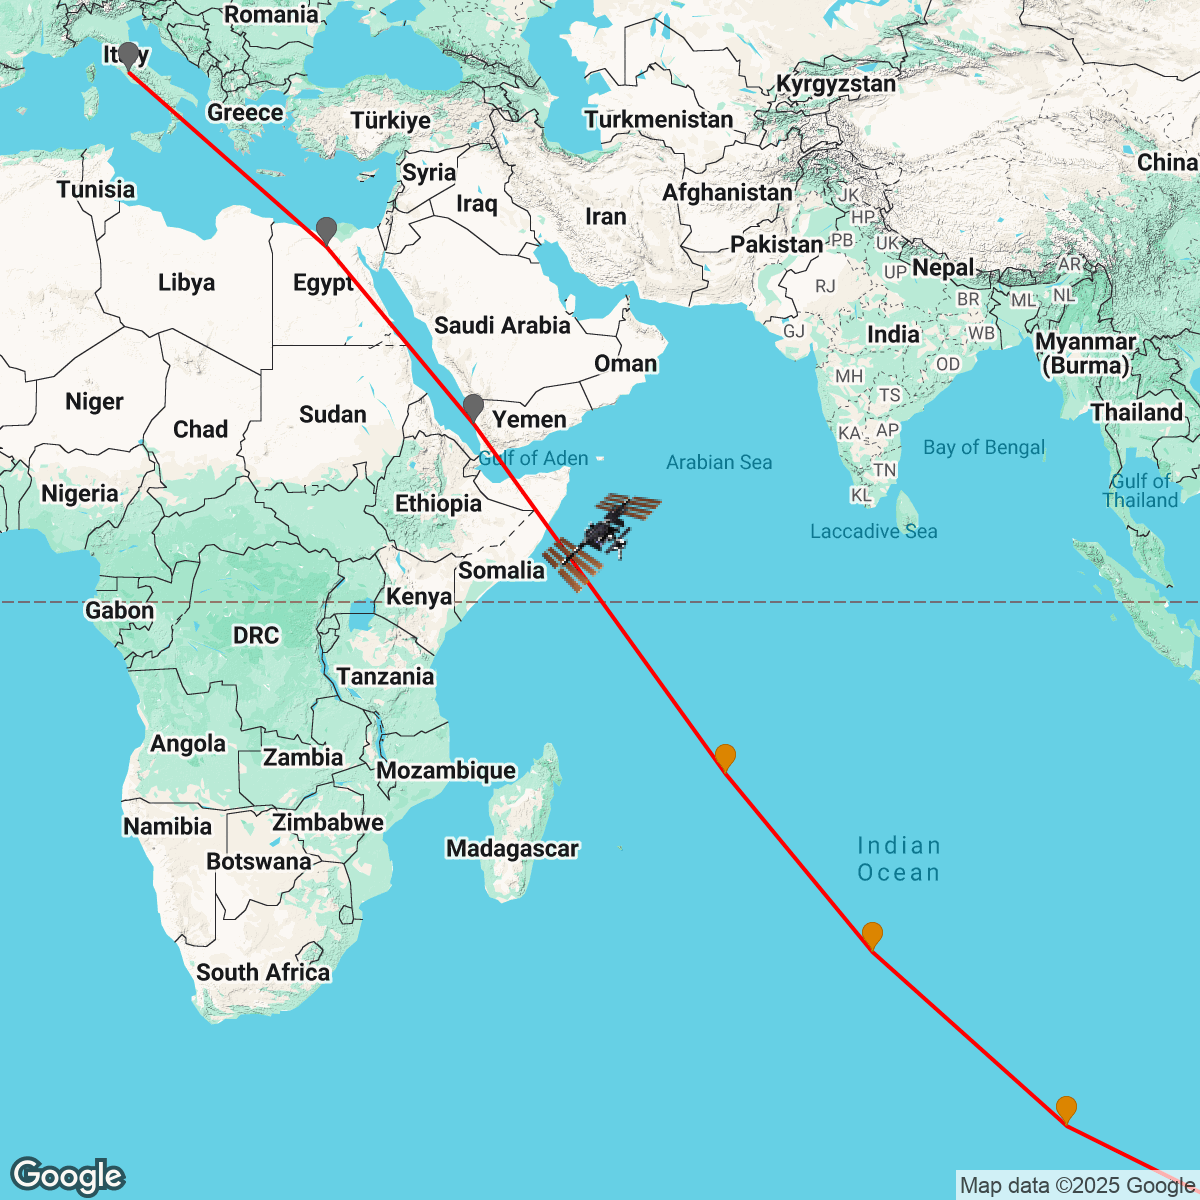 Romania
Italy
Kyrgyzstan
Greece
Türkiye
Turkmenistan
China
Syria
Tunisia
Afghanistan
JK
Iraq
Iran
HP
Pakistan
PB
UK
Nepal
AR
UP
Libya
Egypt
RJ
BR
ML
NL
Saudi Arabia
GJ
India
WB
Myanmar
(Burma)
Oman
OD
MH
TS
Niger
Sudan
Yemen
Thailand
Chad
KA
AP
Bay of Bengal
Gulf of Aden
Arabian Sea
TN
Nigeria
Gulf of
Thailand
Ethiopia
KL
Laccadive Sea
Somalia
Kenya
Gabon
DRC
Tanzania
Angola
Zambia
Mozambique
Namibia
Zimbabwe
Madagascar
Indian
Ocean
Botswana
South Africa
Google
Map data ©2025 Google